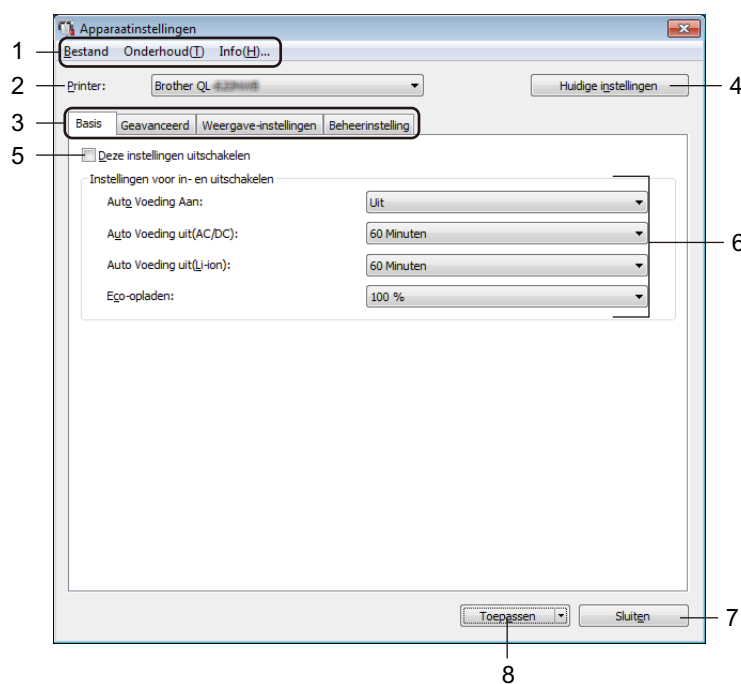 Apparaatinstellingen
1
Bestand Onderhoud(T) Info(H)...
2
Printer: Brother QL
Huidige instellingen
4
3
Basis Geavanceerd Weergave-instellingen Beheerinstelling
5
Deze instellingen uitschakelen
Instellingen voor in- en uitschakelen
Auto Voeding Aan: Uit
Auto Voeding uit(AC/DC): 60 Minuten
6
Auto Voeding uit(Li-ion): 60 Minuten
Eco-opladen: 100 %
Toepassen
Sluiten
7
8